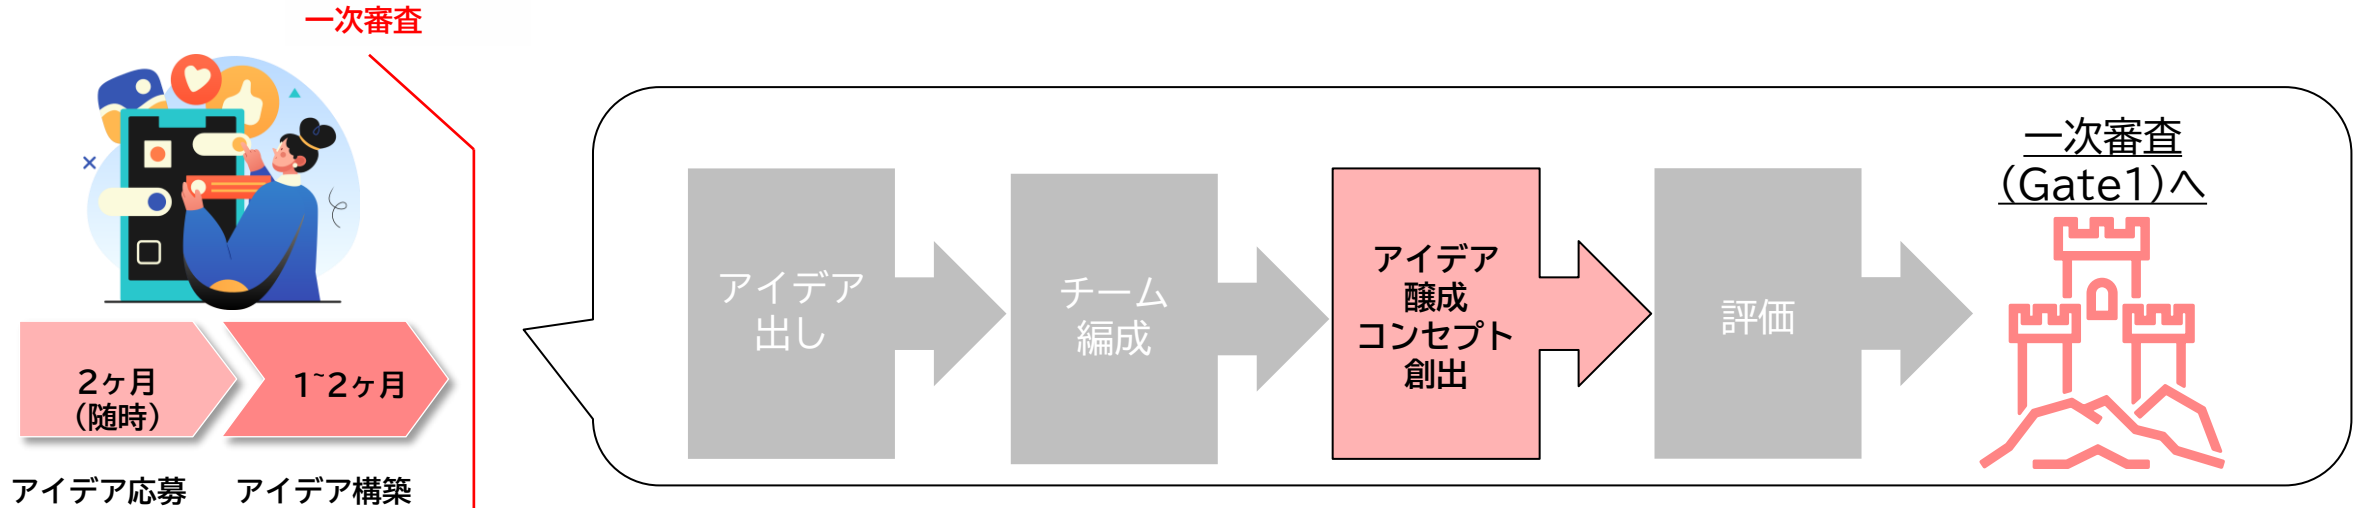 一次審査
2ヶ月
（随時）
1~2ヶ月
アイデア応募
アイデア構築
アイデア
出し
チーム
編成
アイデア
醸成
コンセプト
創出
評価
一次審査
(Gate1)へ